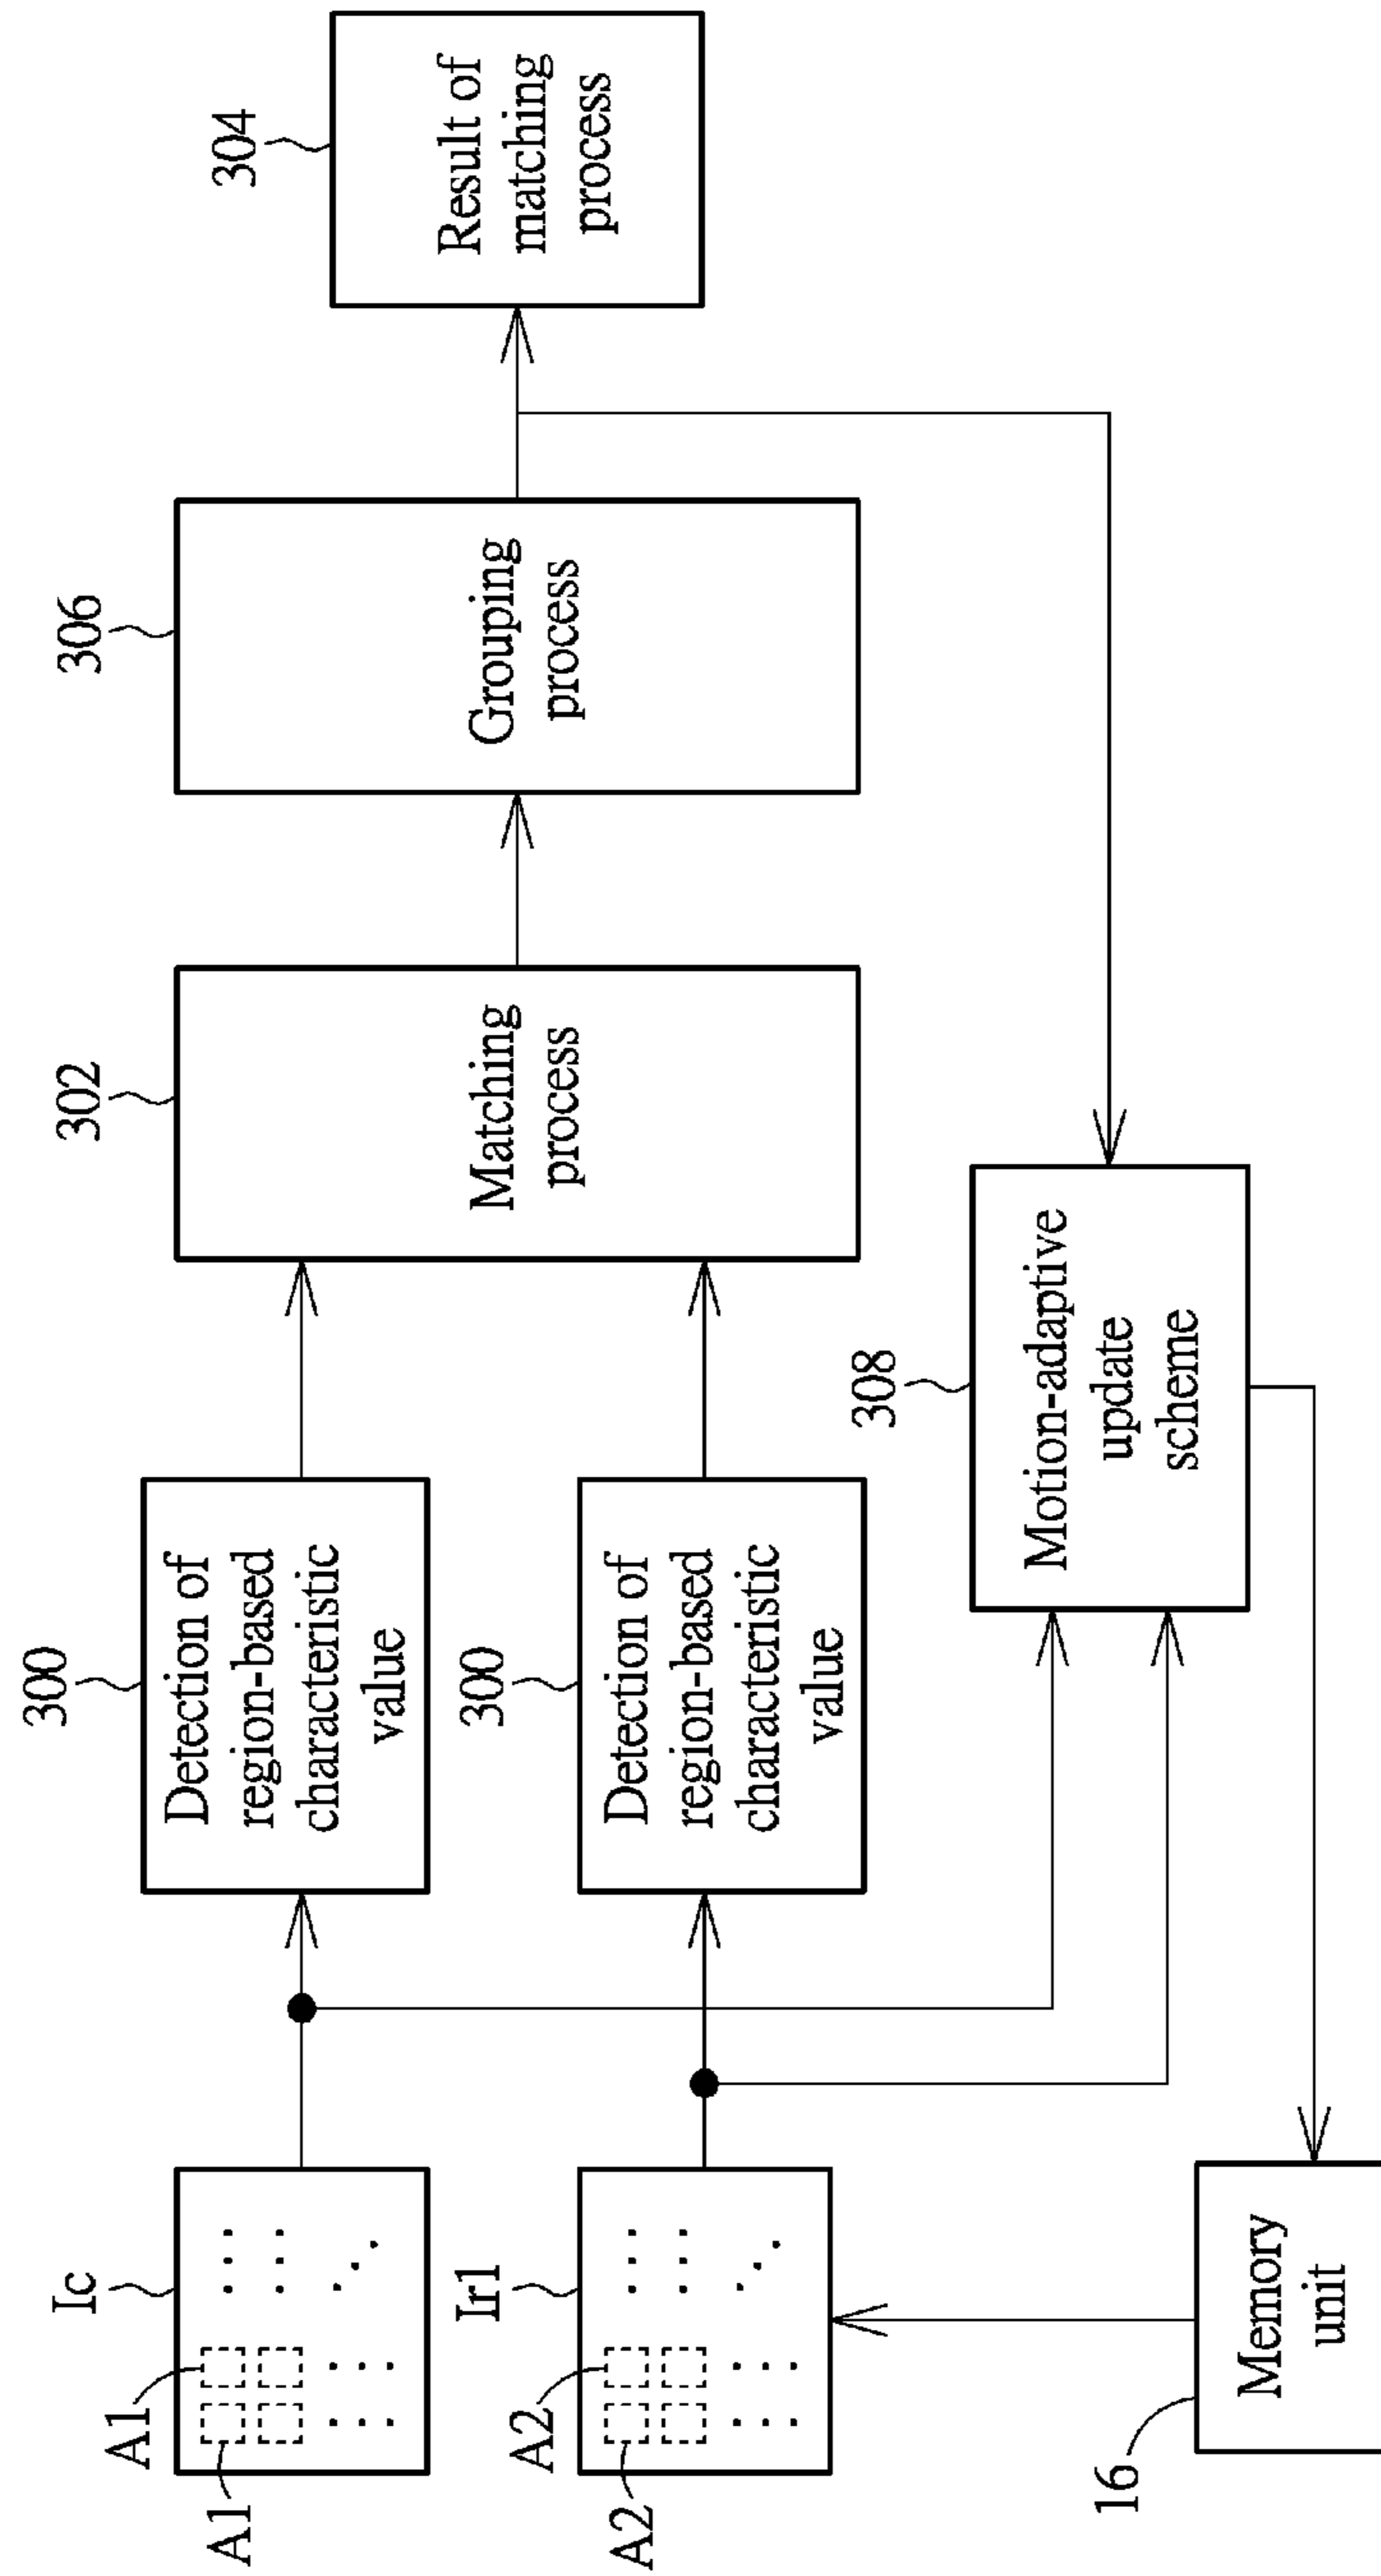 Ic
A1
A1
300
Detection of
region-based
characteristic
value
302
Matching
process
306
Grouping
process
304
Result of
matching
process
Ir1
A2
A2
300
Detection of
region-based
characteristic
value
308
Motion-adaptive
update
scheme
16
Memory
unit